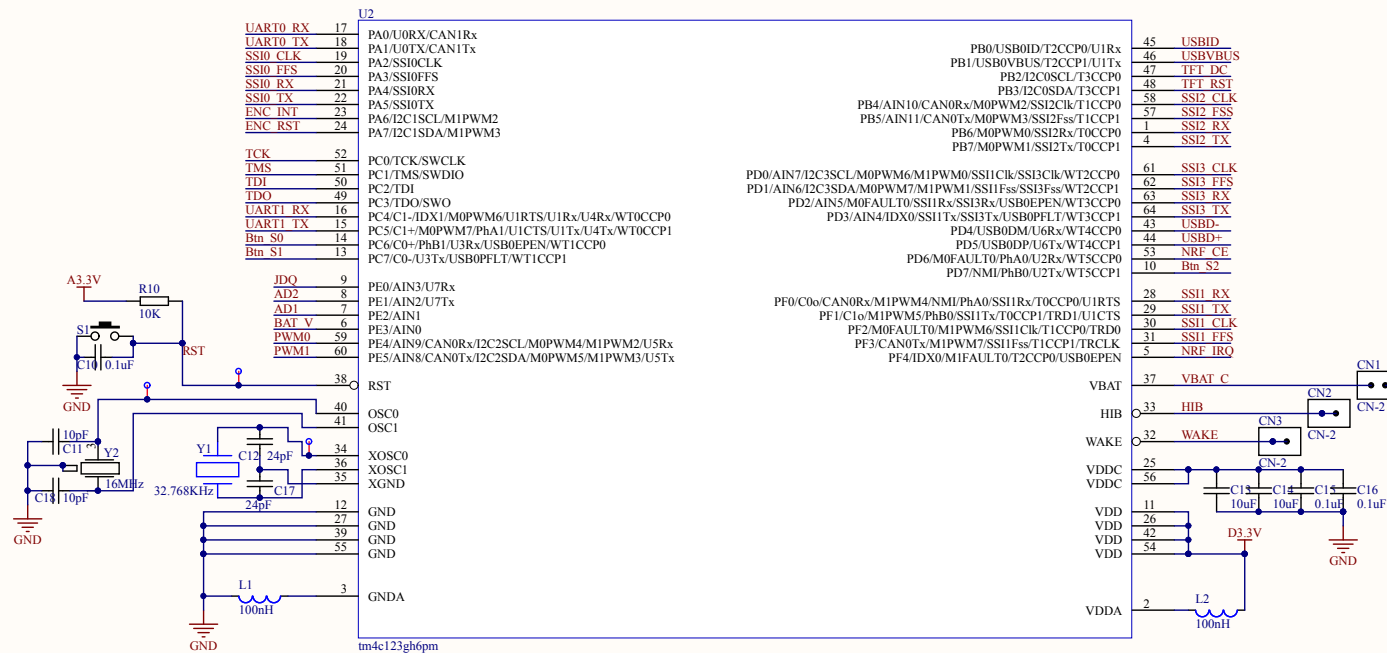 U2
UART0_RX 17 PA0/U0RX/CAN1Rx
UART0_TX 18 PA1/U0TX/CAN1Tx
SSI0_CLK 19 PA2/SSI0CLK
SSI0_FFS 20 PA3/SSI0FFS
SSI0_RX 21 PA4/SSI0RX
SSI0_TX 22 PA5/SSI0TX
ENC_INT 23 PA6/I2C1SCL/M1PWM2
ENC_RST 24 PA7/I2C1SDA/M1PWM3
TCK 52 PC0/TCK/SWCLK
TMS 51 PC1/TMS/SWDIO
TDI 50 PC2/TDI
TDO 49 PC3/TDO/SWO
UART1_RX 16 PC4/C1-/IDX1/M0PWM6/U1RTS/U1Rx/U4Rx/WT0CCP0
UART1_TX 15 PC5/C1+/M0PWM7/PhA1/U1CTS/U1Tx/U4Tx/WT0CCP1
Btn_S0 14 PC6/C0+/PhB1/U3Rx/USB0EPEN/WT1CCP0
Btn_S1 13 PC7/C0-/U3Tx/USB0PFLT/WT1CCP1
JDQ 9 PE0/AIN3/U7Rx
AD2 8 PE1/AIN2/U7Tx
AD1 7 PE2/AIN1
BAT_V 6 PE3/AIN0
PWM0 59 PE4/AIN9/CAN0Rx/I2C2SCL/M0PWM4/M1PWM2/U5Rx
PWM1 60 PE5/AIN8/CAN0Tx/I2C2SDA/M0PWM5/M1PWM3/U5Tx
A3.3V
R10
10K
S1
RST
C10 0.1uF
GND
38 RST
40 OSC0
41 OSC1
34 XOSC0
36 XOSC1
35 XGND
10pF
C11
3
Y2
16MHz
C18 10pF
GND
Y1
32.768KHz
C12 24pF
C17
24pF
12 GND
27 GND
39 GND
55 GND
L1
100nH
3 GNDA
GND
PB0/USB0ID/T2CCP0/U1Rx 45 USBID
PB1/USB0VBUS/T2CCP1/U1Tx 46 USBVBUS
PB2/I2C0SCL/T3CCP0 47 TFT_DC
PB3/I2C0SDA/T3CCP1 48 TFT_RST
PB4/AIN10/CAN0Rx/M0PWM2/SSI2Clk/T1CCP0 58 SSI2_CLK
PB5/AIN11/CAN0Tx/M0PWM3/SSI2Fss/T1CCP1 57 SSI2_FSS
PB6/M0PWM0/SSI2Rx/T0CCP0 1 SSI2_RX
PB7/M0PWM1/SSI2Tx/T0CCP1 4 SSI2_TX
PD0/AIN7/I2C3SCL/M0PWM6/M1PWM0/SSI1Clk/SSI3Clk/WT2CCP0 61 SSI3_CLK
PD1/AIN6/I2C3SDA/M0PWM7/M1PWM1/SSI1Fss/SSI3Fss/WT2CCP1 62 SSI3_FFS
PD2/AIN5/M0FAULT0/SSI1Rx/SSI3Rx/USB0EPEN/WT3CCP0 63 SSI3_RX
PD3/AIN4/IDX0/SSI1Tx/SSI3Tx/USB0PFLT/WT3CCP1 64 SSI3_TX
PD4/USB0DM/U6Rx/WT4CCP0 43 USBD-
PD5/USB0DP/U6Tx/WT4CCP1 44 USBD+
PD6/M0FAULT0/PhA0/U2Rx/WT5CCP0 53 NRF_CE
PD7/NMI/PhB0/U2Tx/WT5CCP1 10 Btn_S2
PF0/C0o/CAN0Rx/M1PWM4/NMI/PhA0/SSI1Rx/T0CCP0/U1RTS 28 SSI1_RX
PF1/C1o/M1PWM5/PhB0/SSI1Tx/T0CCP1/TRD1/U1CTS 29 SSI1_TX
PF2/M0FAULT0/M1PWM6/SSI1Clk/T1CCP0/TRD0 30 SSI1_CLK
PF3/CAN0Tx/M1PWM7/SSI1Fss/T1CCP1/TRCLK 31 SSI1_FFS
PF4/IDX0/M1FAULT0/T2CCP0/USB0EPEN 5 NRF_IRQ
VBAT 37 VBAT_C
CN1
CN-2
HIB 33 HIB
CN2
CN-2
WAKE 32 WAKE
CN3
CN-2
VDDC 25
VDDC 56
C13 C14 C15 C16
10uF 10uF 0.1uF 0.1uF
GND
VDD 11
VDD 26
VDD 42
VDD 54
D3.3V
VDDA 2
L2
100nH
tm4c123gh6pm